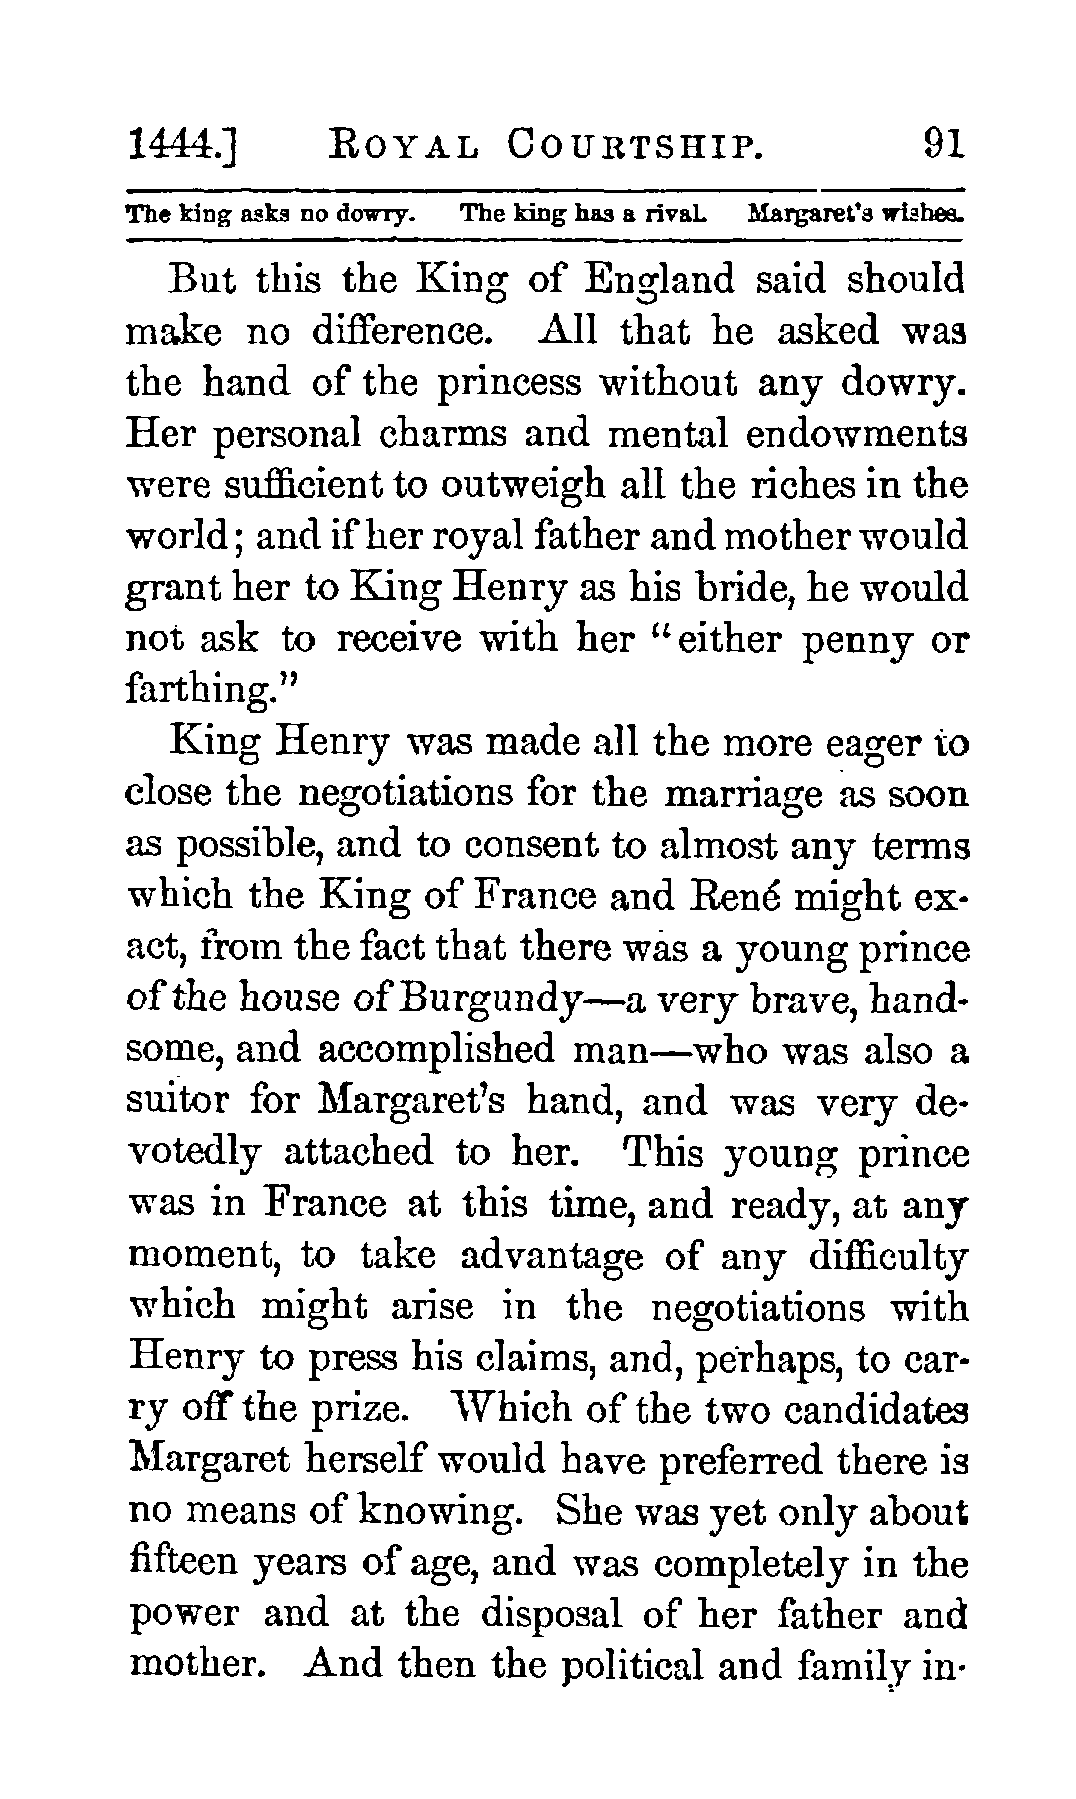 1444.] ROYAL COURTSHIP. 91
The king asks no dowry. The king has a rival. Margaret's wishes.
But this the King of England said should
make no difference. All that he asked was
the hand of the princess without any dowry.
Her personal charms and mental endowments
were sufficient to outweigh all the riches in the
world; and if her royal father and mother would
grant her to King Henry as his bride, he would
not ask to receive with her "either penny or
farthing."
King Henry was made all the more eager to
close the negotiations for the marriage as soon
as possible, and to consent to almost any terms
which the King of France and René might ex-
act, from the fact that there was a young prince
of the house of Burgundy—a very brave, hand-
some, and accomplished man—who was also a
suitor for Margaret's hand, and was very de-
votedly attached to her. This young prince
was in France at this time, and ready, at any
moment, to take advantage of any difficulty
which might arise in the negotiations with
Henry to press his claims, and, perhaps, to car-
ry off the prize. Which of the two candidates
Margaret herself would have preferred there is
no means of knowing. She was yet only about
fifteen years of age, and was completely in the
power and at the disposal of her father and
mother. And then the political and family in-